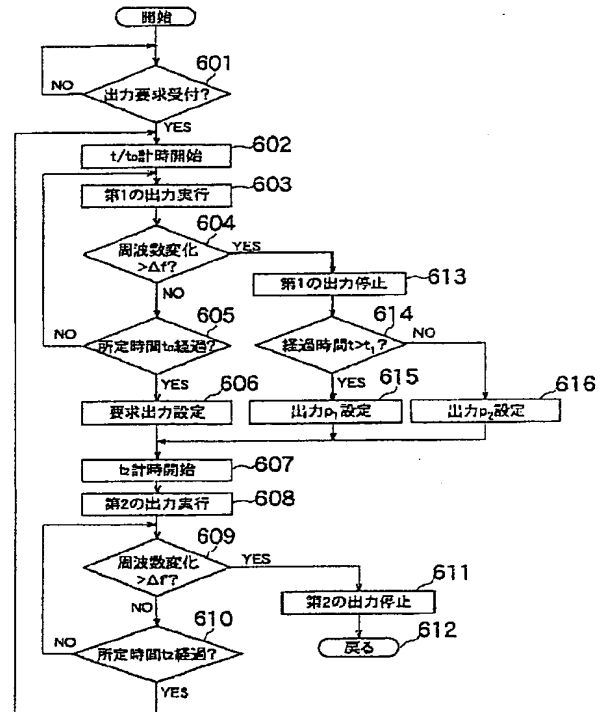 開始
601
出力要求受付?
NO
YES
t/to計時開始
602
第1の出力実行
603
周波数変化
>Δf?
604
YES
NO
第1の出力停止
613
所定時間to経過?
605
NO
YES
経過時間t>t₁?
614
NO
YES
要求出力設定
606
出力p₁設定
615
出力p₂設定
616
t₂計時開始
607
第2の出力実行
608
周波数変化
>Δf?
609
YES
NO
第2の出力停止
611
所定時間t₂経過?
610
NO
YES
戻る
612